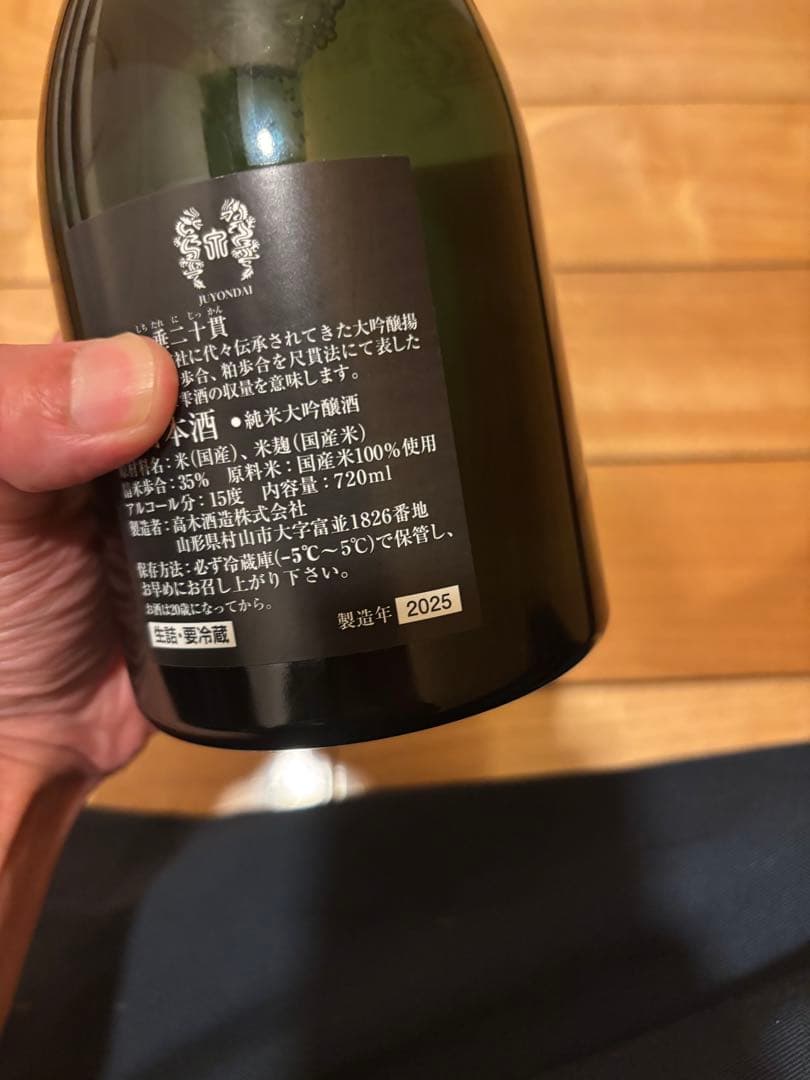 JUYONDAI
しち たれ に じっ かん
垂二十貫
社に代々伝承されてきた大吟醸揚
歩合、粕歩合を尺貫法にて表した
雫酒の収量を意味します。
本酒 ●純米大吟醸酒
材料名：米(国産)、米麹(国産米)
米歩合：35% 原料米：国産米100%使用
アルコール分：15度 内容量：720ml
製造者：高木酒造株式会社
山形県村山市大字富並1826番地
保存方法：必ず冷蔵庫(-5℃～5℃)で保管し、
お早めにお召し上がり下さい。
お酒は20歳になってから。
製造年 2025
生詰・要冷蔵